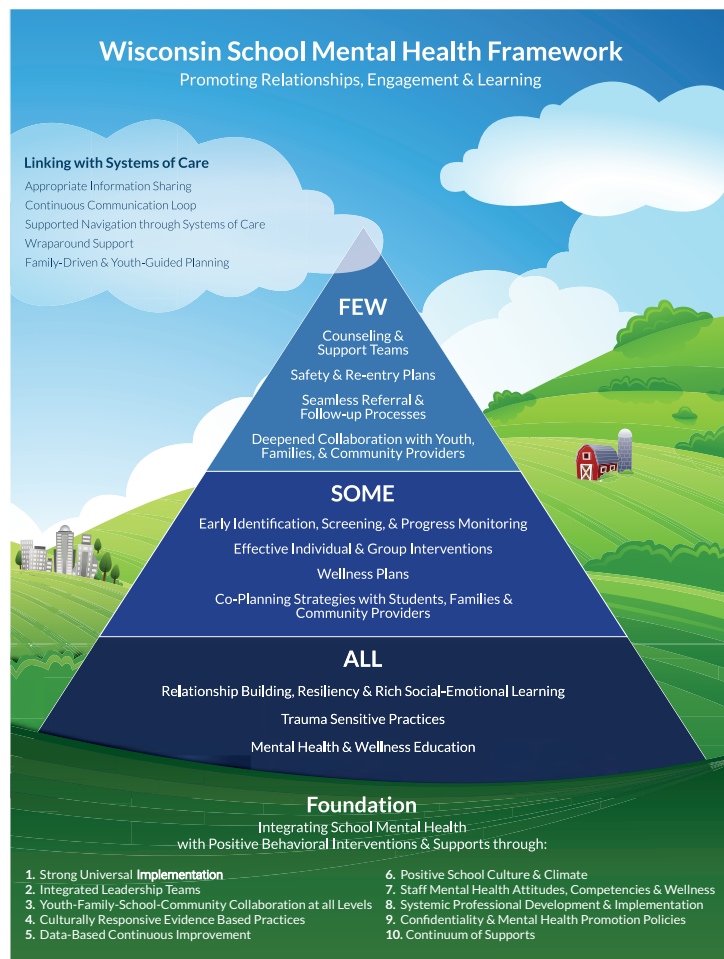 Wisconsin School Mental Health Framework
Promoting Relationships, Engagement & Learning
Linking with Systems of Care
Appropriate Information Sharing
Continuous Communication Loop
Supported Navigation through Systems of Care
Wraparound Support
Family-Driven & Youth-Guided Planning
FEW
Counseling &
Support Teams
Safety & Re-entry Plans
Seamless Referral &
Follow-up Processes
Deepened Collaboration with Youth,
Families, & Community Providers
SOME
Early Identification, Screening, & Progress Monitoring
Effective Individual & Group Interventions
Wellness Plans
Co-Planning Strategies with Students, Families &
Community Providers
ALL
Relationship Building, Resiliency & Rich Social-Emotional Learning
Trauma Sensitive Practices
Mental Health & Wellness Education
Foundation
Integrating School Mental Health
with Positive Behavioral Interventions & Supports through:
1. Strong Universal Implementation
2. Integrated Leadership Teams
3. Youth-Family-School-Community Collaboration at all Levels
4. Culturally Responsive Evidence Based Practices
5. Data-Based Continuous Improvement
6. Positive School Culture & Climate
7. Staff Mental Health Attitudes, Competencies & Wellness
8. Systemic Professional Development & Implementation
9. Confidentiality & Mental Health Promotion Policies
10. Continuum of Supports